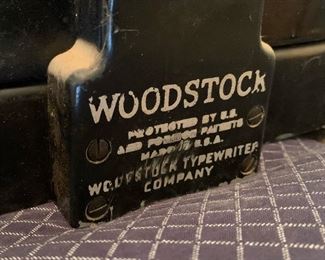 WOODSTOCK
PROTECTED BY U.S.
AND FOREIGN PATENTS
MADE IN U.S.A.
WOODSTOCK TYPEWRITER
COMPANY